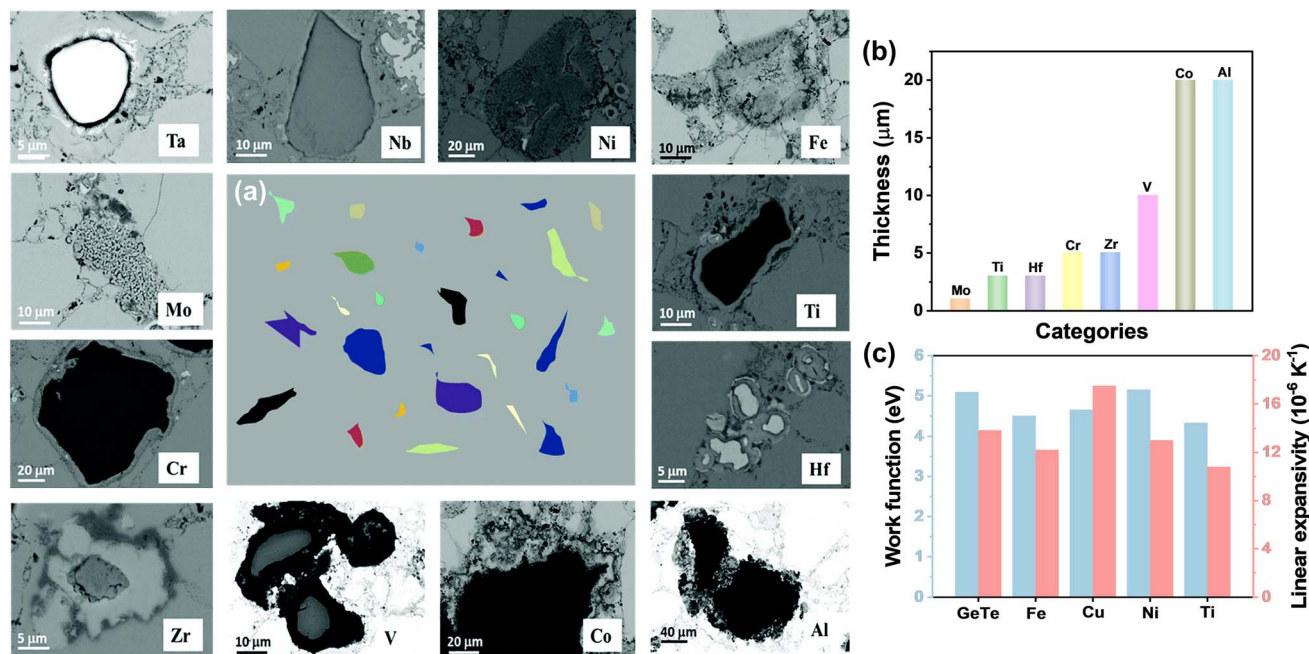 Ta
5 μm
Nb
10 μm
Ni
20 μm
Fe
10 μm
Mo
10 μm
(a)
Ti
10 μm
Cr
20 μm
Hf
5 μm
Zr
5 μm
V
10 μm
Co
20 μm
Al
40 μm
(b)
Thickness (μm)
20
15
10
5
0
Mo
Ti
Hf
Cr
Zr
V
Co
Al
Categories
(c)
Work function (eV)
6
5
4
3
2
1
0
GeTe
Fe
Cu
Ni
Ti
20
16
12
8
4
0
Linear expansivity (10⁻⁶ K⁻¹)